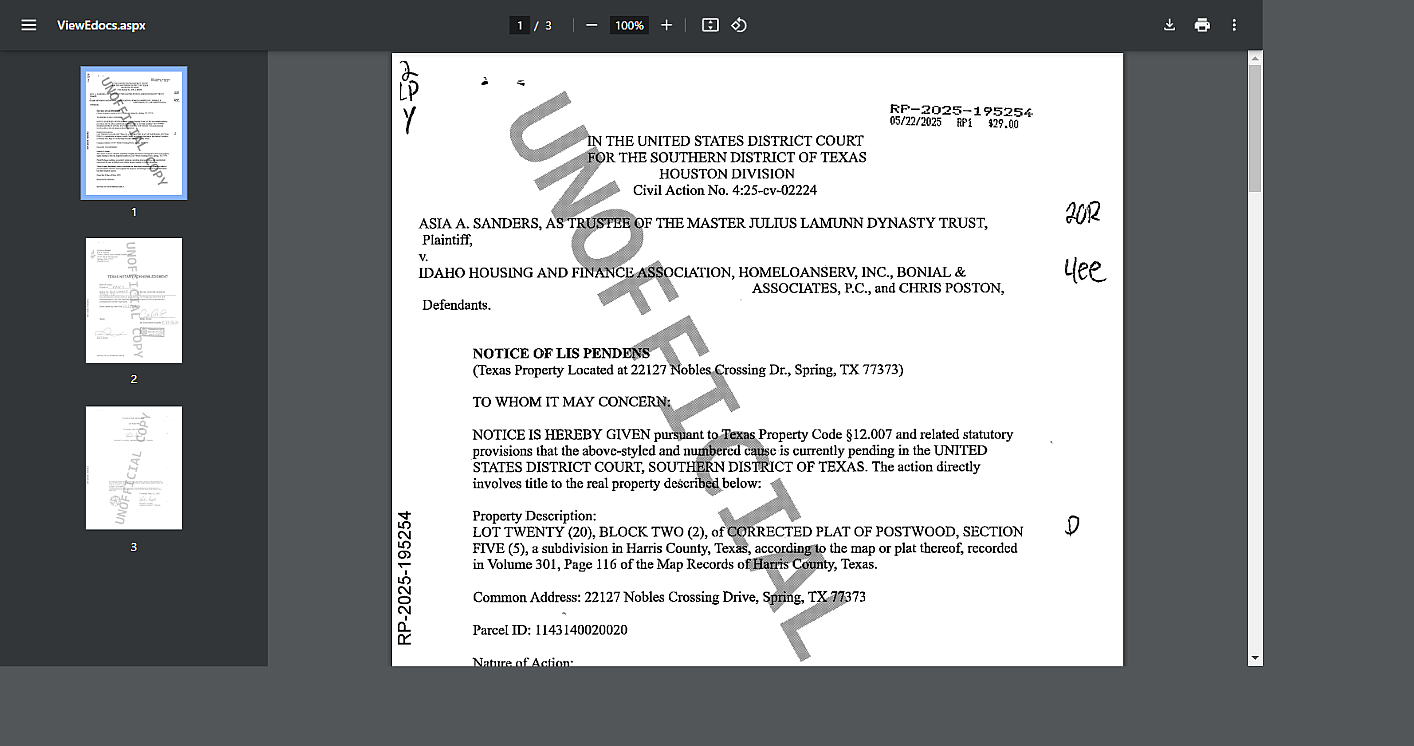 ViewEdocs.aspx
1 / 3
100%
1
2
3
UNOFFICIAL COPY
UNOFFICIAL COPY
UNOFFICIAL COPY
2
LP
Y
RP-2025-195254
05/22/2025 RP1 $29.00
IN THE UNITED STATES DISTRICT COURT
FOR THE SOUTHERN DISTRICT OF TEXAS
HOUSTON DIVISION
Civil Action No. 4:25-cv-02224
ASIA A. SANDERS, AS TRUSTEE OF THE MASTER JULIUS LAMUNN DYNASTY TRUST,
Plaintiff,
v.
IDAHO HOUSING AND FINANCE ASSOCIATION, HOMELOANSERV, INC., BONIAL &
ASSOCIATES, P.C., and CHRIS POSTON,
Defendants.
20R
4ee
NOTICE OF LIS PENDENS
(Texas Property Located at 22127 Nobles Crossing Dr., Spring, TX 77373)
TO WHOM IT MAY CONCERN:
NOTICE IS HEREBY GIVEN pursuant to Texas Property Code §12.007 and related statutory
provisions that the above-styled and numbered cause is currently pending in the UNITED
STATES DISTRICT COURT, SOUTHERN DISTRICT OF TEXAS. The action directly
involves title to the real property described below:
Property Description:
LOT TWENTY (20), BLOCK TWO (2), of CORRECTED PLAT OF POSTWOOD, SECTION
FIVE (5), a subdivision in Harris County, Texas, according to the map or plat thereof, recorded
in Volume 301, Page 116 of the Map Records of Harris County, Texas.
D
Common Address: 22127 Nobles Crossing Drive, Spring, TX 77373
Parcel ID: 1143140020020
Nature of Action:
RP-2025-195254
UNOFFICIAL